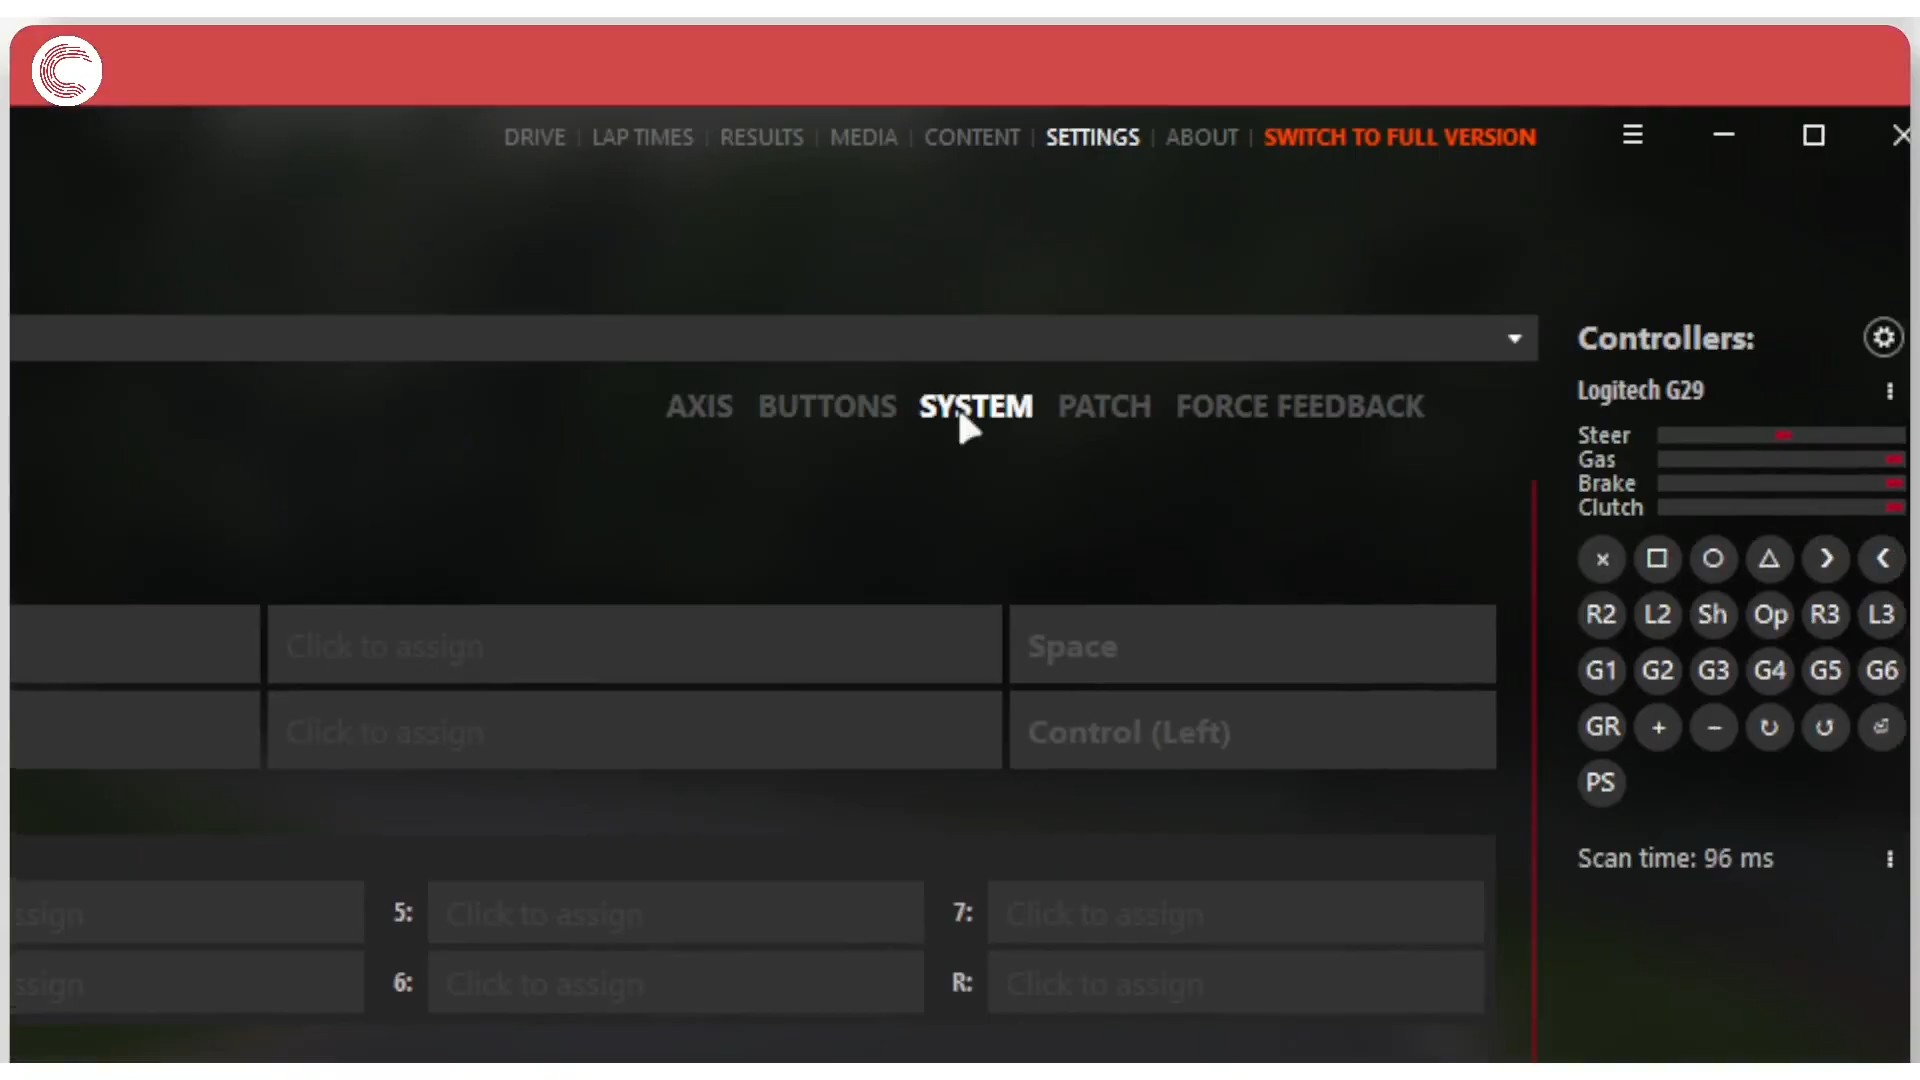 DRIVE | LAP TIMES | RESULTS | MEDIA | CONTENT | SETTINGS | ABOUT | SWITCH TO FULL VERSION
Controllers:
AXIS BUTTONS SYSTEM PATCH FORCE FEEDBACK
Logitech G29
Steer
Gas
Brake
Clutch
R2 L2 Sh Op R3 L3
G1 G2 G3 G4 G5 G6
GR + −
PS
Scan time: 96 ms
Click to assign Space
Click to assign Control (Left)
5: Click to assign 7: Click to assign
6: Click to assign R: Click to assign